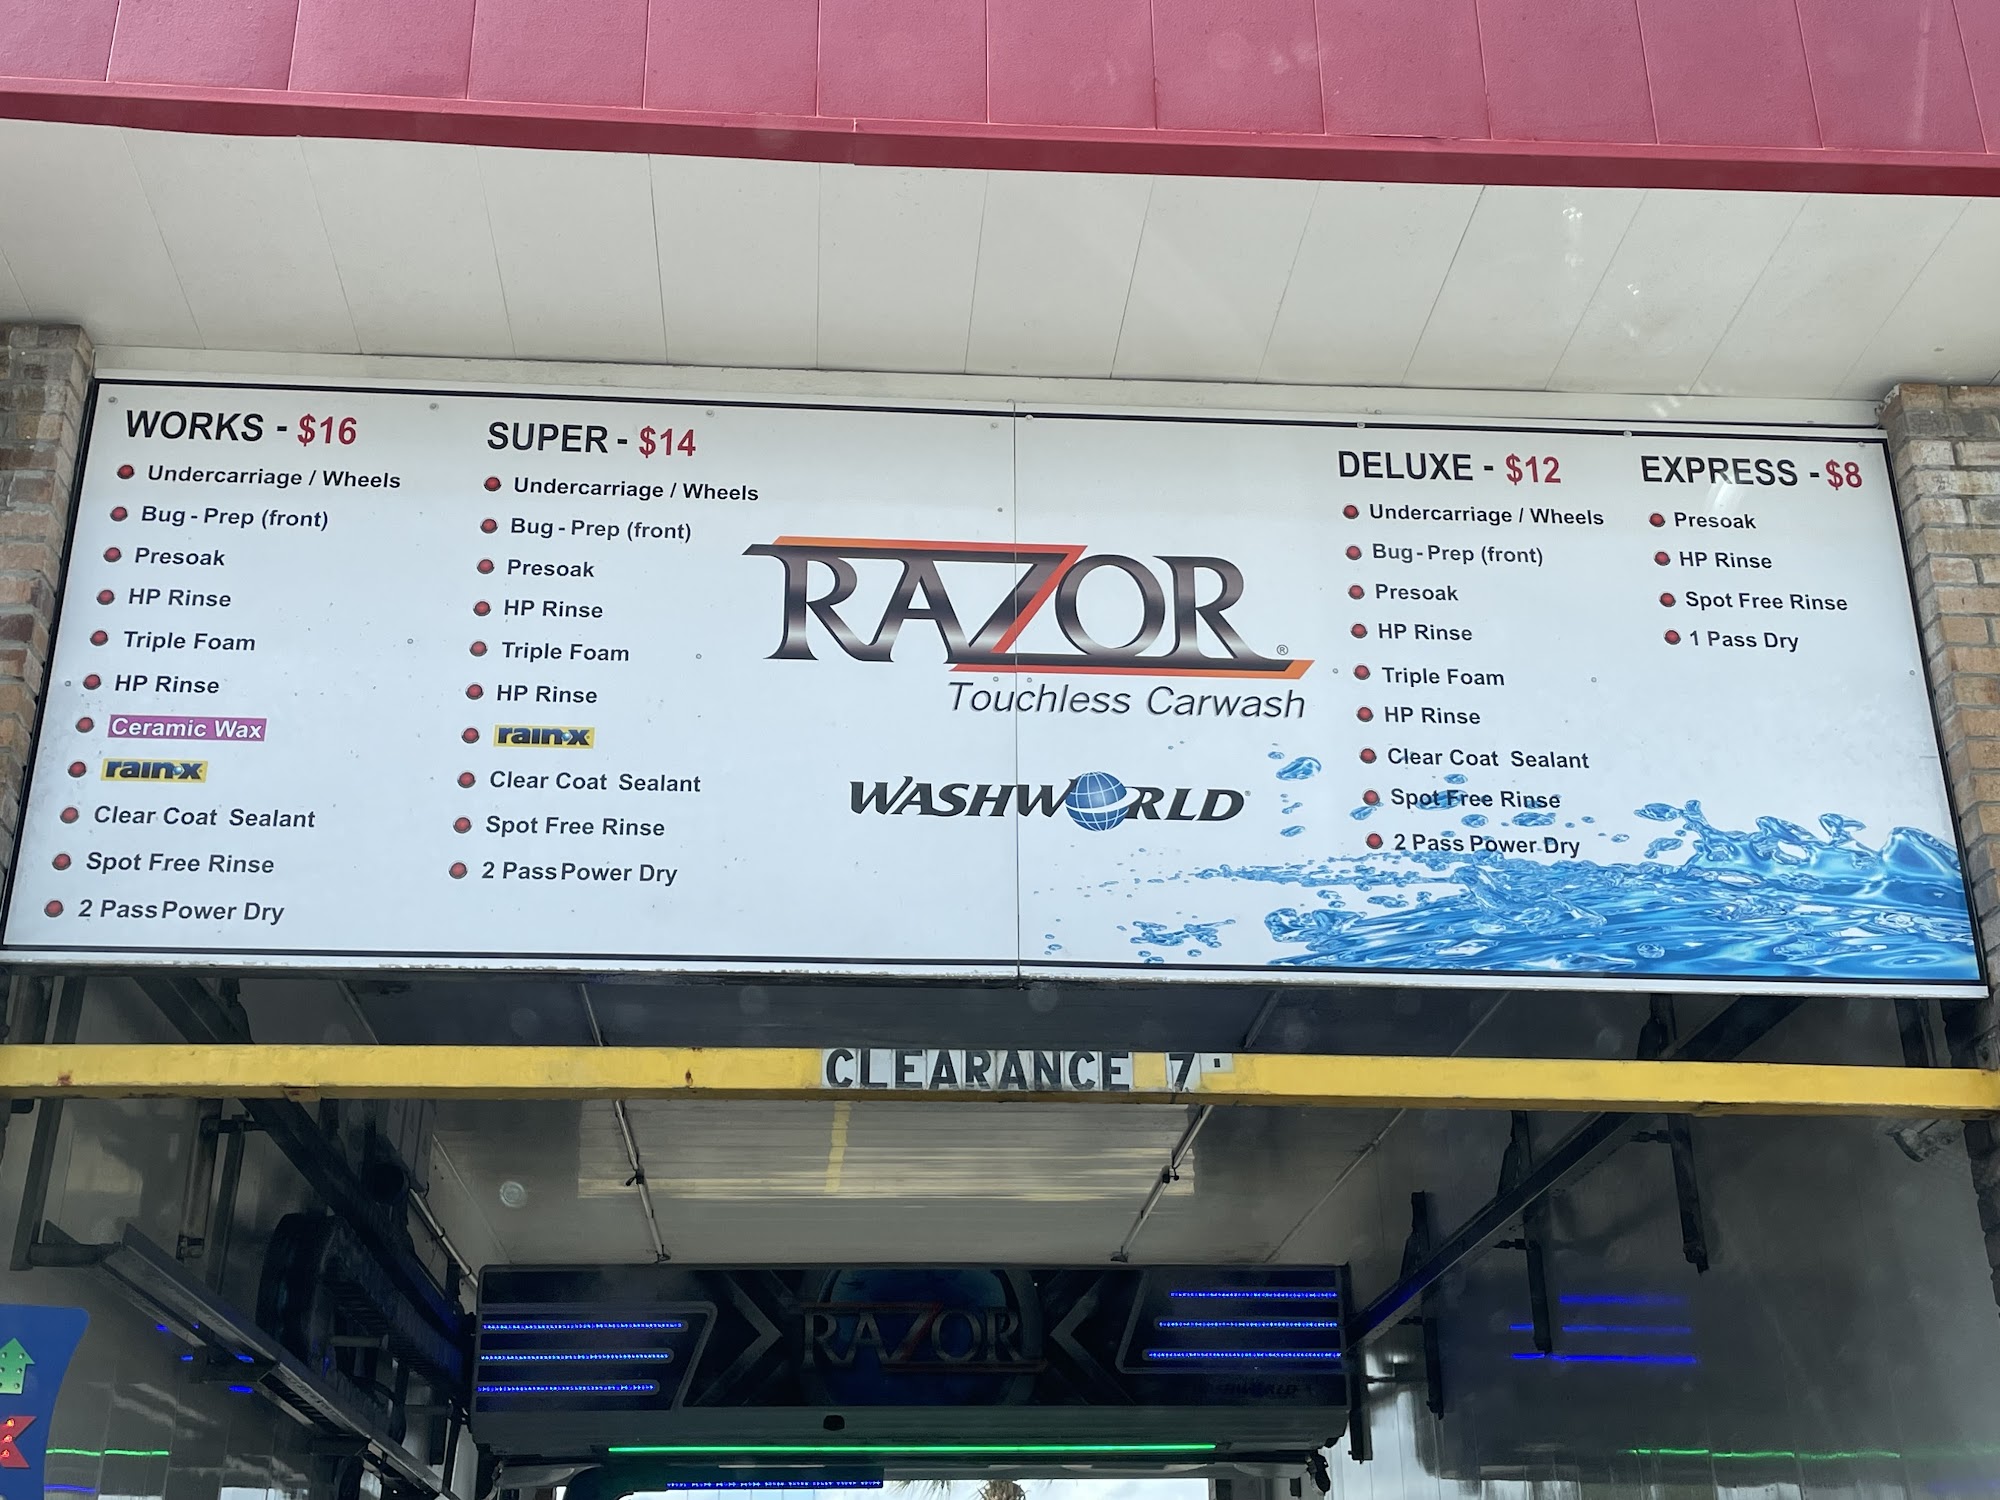 WORKS - $16
Undercarriage / Wheels
Bug - Prep (front)
Presoak
HP Rinse
Triple Foam
HP Rinse
Ceramic Wax
rain-x
Clear Coat Sealant
Spot Free Rinse
2 Pass Power Dry
SUPER - $14
Undercarriage / Wheels
Bug - Prep (front)
Presoak
HP Rinse
Triple Foam
HP Rinse
rain-x
Clear Coat Sealant
Spot Free Rinse
2 Pass Power Dry
RAZOR®
Touchless Carwash
WASHWORLD
DELUXE - $12
Undercarriage / Wheels
Bug - Prep (front)
Presoak
HP Rinse
Triple Foam
HP Rinse
Clear Coat Sealant
Spot Free Rinse
2 Pass Power Dry
EXPRESS - $8
Presoak
HP Rinse
Spot Free Rinse
1 Pass Dry
CLEARANCE 7'
RAZOR
WASHWORLD